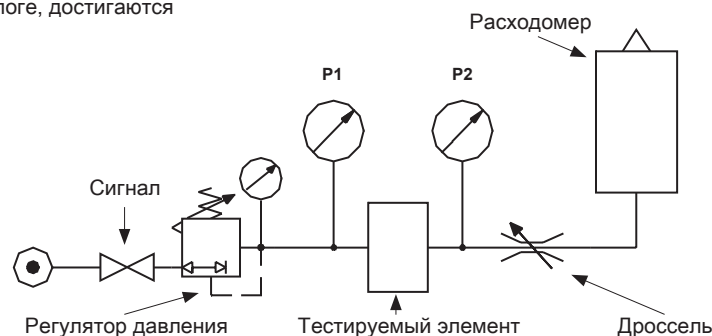 логе, достигаются
Расходомер
P1
P2
Сигнал
Регулятор давления
Тестируемый элемент
Дроссель